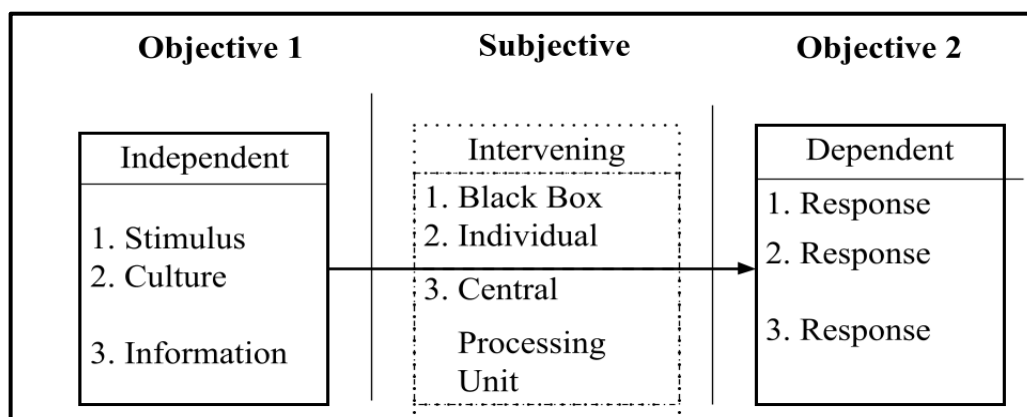 Objective 1
Subjective
Objective 2
Independent
1. Stimulus
2. Culture
3. Information
Intervening
1. Black Box
2. Individual
3. Central
Processing
Unit
Dependent
1. Response
2. Response
3. Response